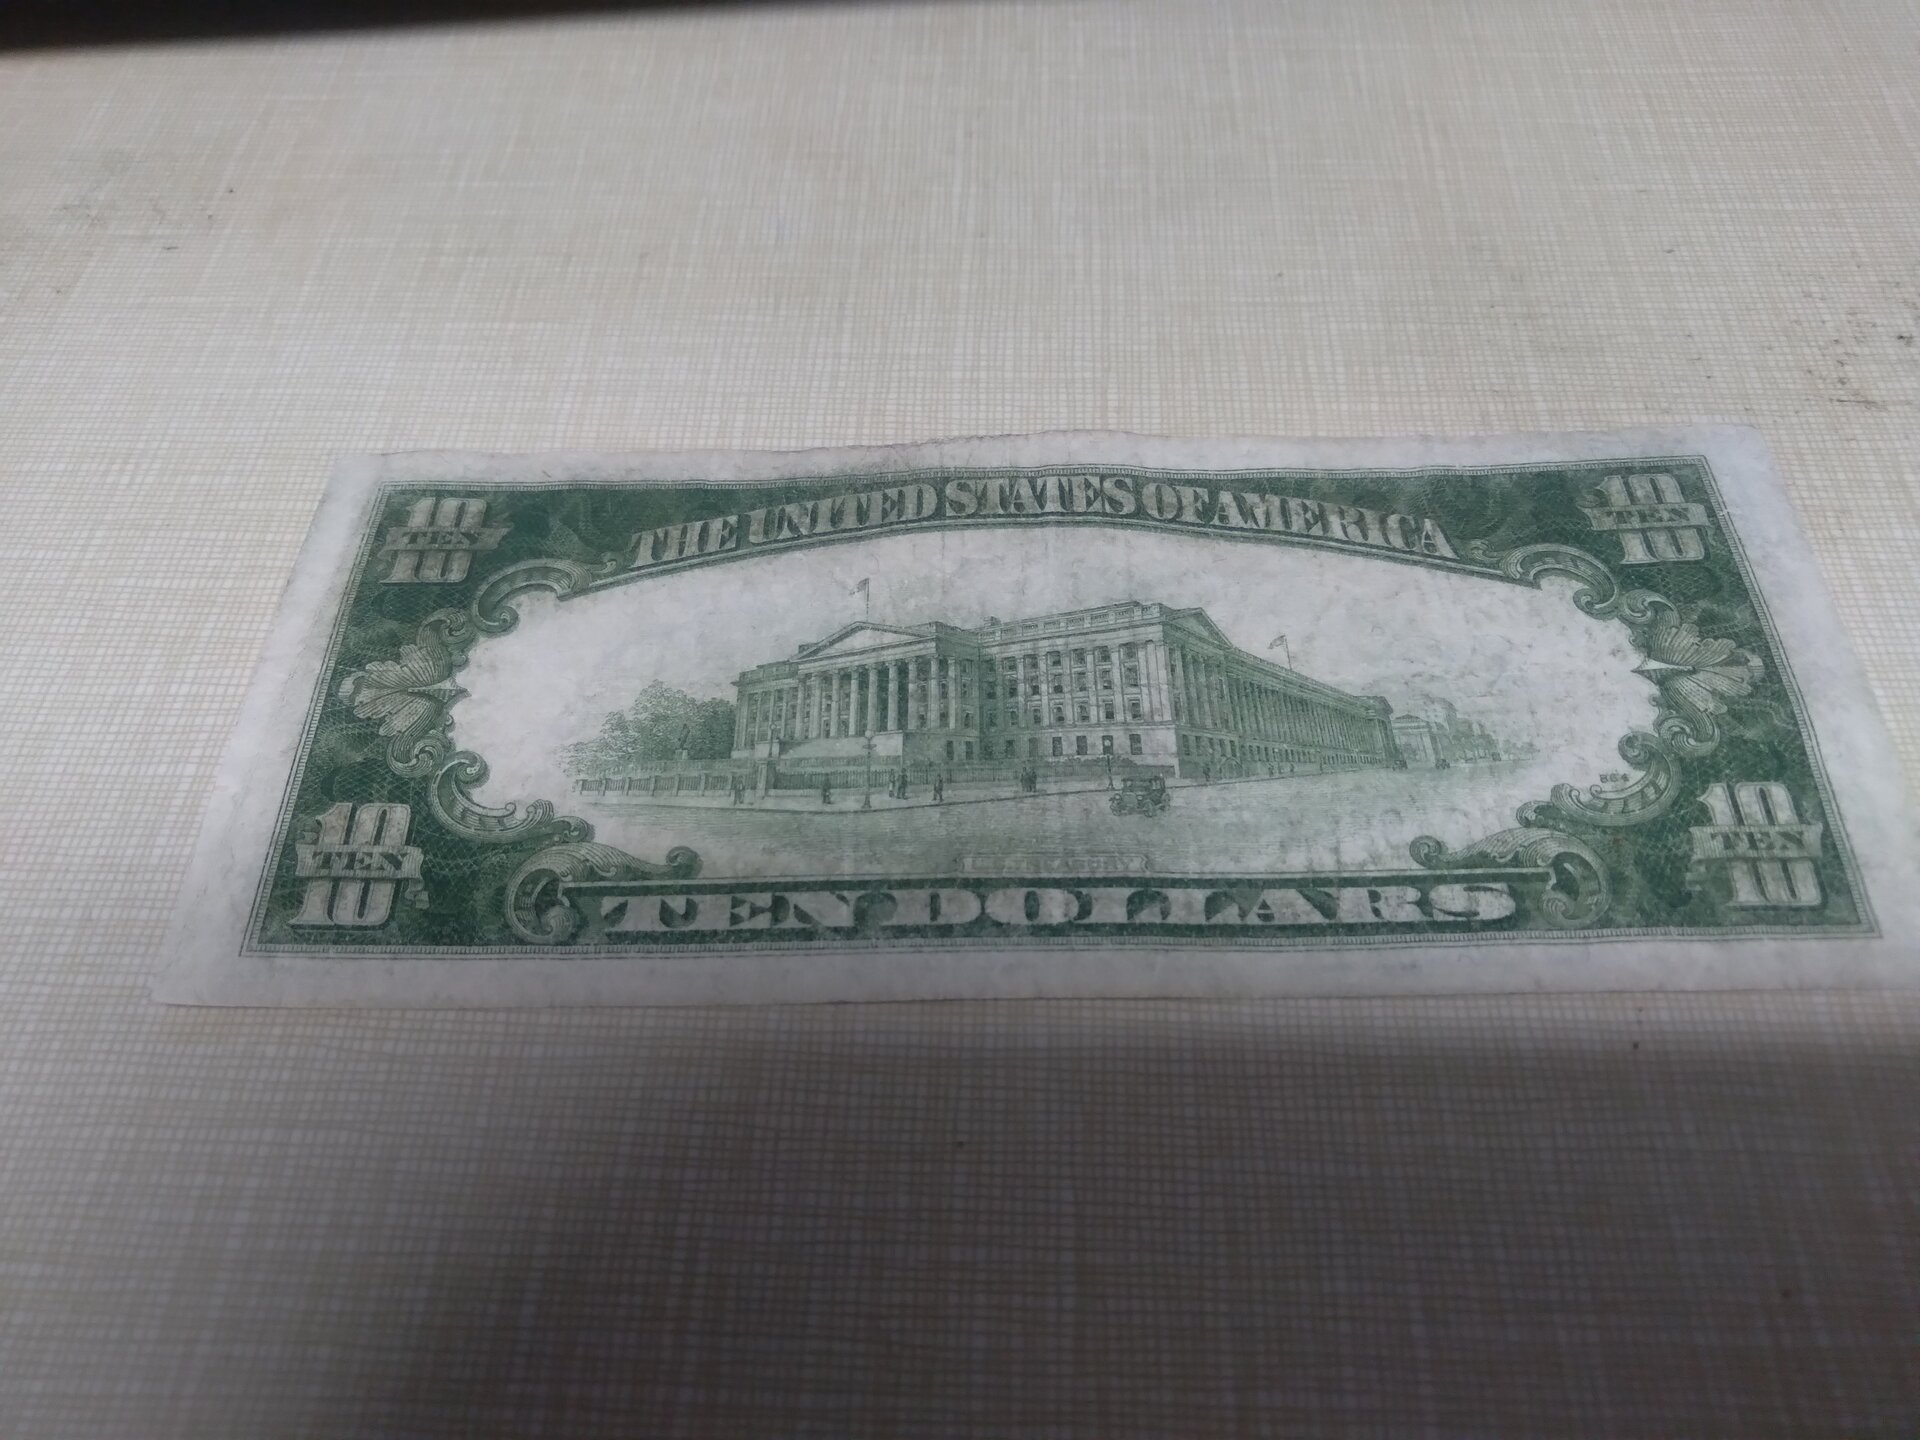 10 TEN 10
THE UNITED STATES OF AMERICA
10 TEN 10
10 TEN 10
U.S. TREASURY
TEN DOLLARS
10 TEN 10